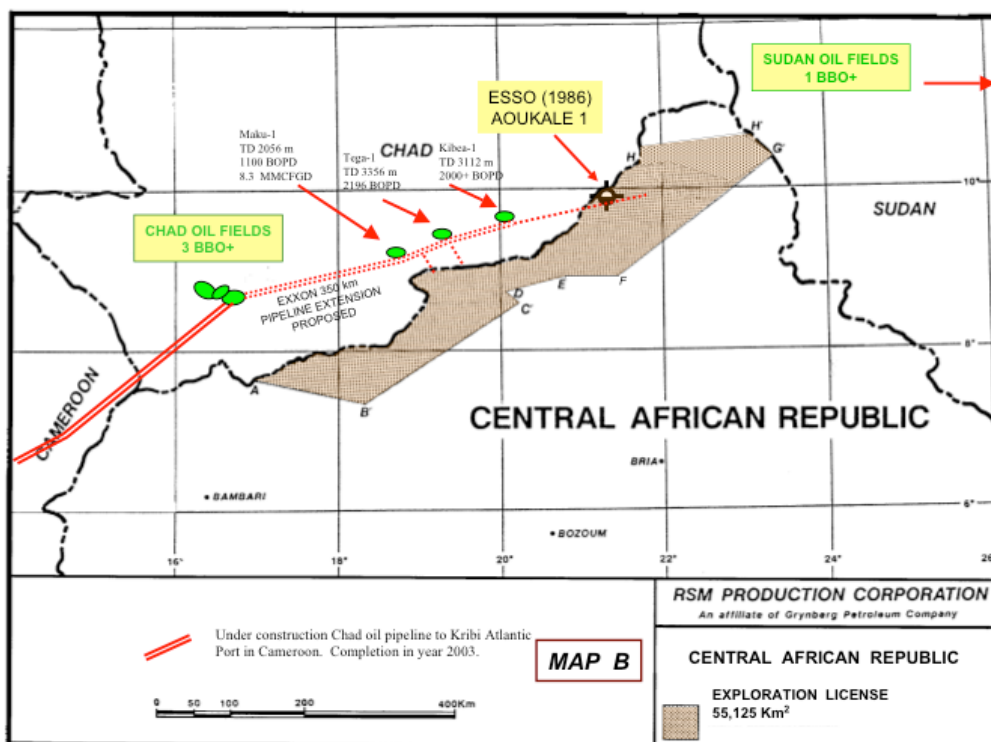 SUDAN OIL FIELDS
1 BBO+
ESSO (1986)
AOUKALE 1
Maku-1
TD 2056 m
1100 BOPD
8.3 MMCFGD
CHAD
Tega-1
TD 3356 m
2196 BOPD
Kibea-1
TD 3112 m
2000+ BOPD
H
H'
G'
10°
SUDAN
CHAD OIL FIELDS
3 BBO+
EXXON 350 km
PIPELINE EXTENSION
PROPOSED
D
C'
E
F
8°
A
B'
CAMEROON
CENTRAL AFRICAN REPUBLIC
BRIA
BAMBARI
BOZOUM
6°
16°
18°
20°
22°
24°
26
RSM PRODUCTION CORPORATION
An affiliate of Grynberg Petroleum Company
Under construction Chad oil pipeline to Kribi Atlantic
Port in Cameroon. Completion in year 2003.
MAP B
CENTRAL AFRICAN REPUBLIC
EXPLORATION LICENSE
55,125 Km²
0 50 100 200 400Km